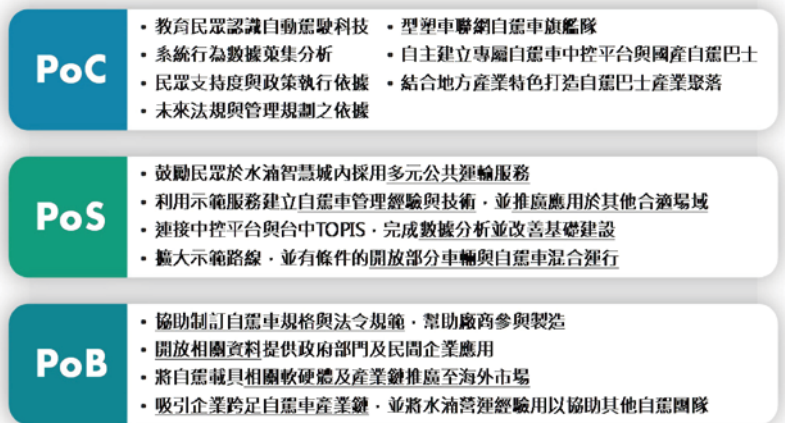 PoC
• 教育民眾認識自動駕駛科技
• 系統行為數據蒐集分析
• 民眾支持度與政策執行依據
• 未來法規與管理規劃之依據
• 型塑車聯網自駕車旗艦隊
• 自主建立專屬自駕車中控平台與國產自駕巴士
• 結合地方產業特色打造自駕巴士產業聚落
PoS
• 鼓勵民眾於水湳智慧城內採用多元公共運輸服務
• 利用示範服務建立自駕車管理經驗與技術，並推廣應用於其他合適場域
• 連接中控平台與台中TOPIS，完成數據分析並改善基礎建設
• 擴大示範路線，並有條件的開放部分車輛與自駕車混合運行
PoB
• 協助制訂自駕車規格與法令規範，幫助廠商參與製造
• 開放相關資料提供政府部門及民間企業應用
• 將自駕載具相關軟硬體及產業鏈推廣至海外市場
• 吸引企業跨足自駕車產業鏈，並將水湳營運經驗用以協助其他自駕團隊